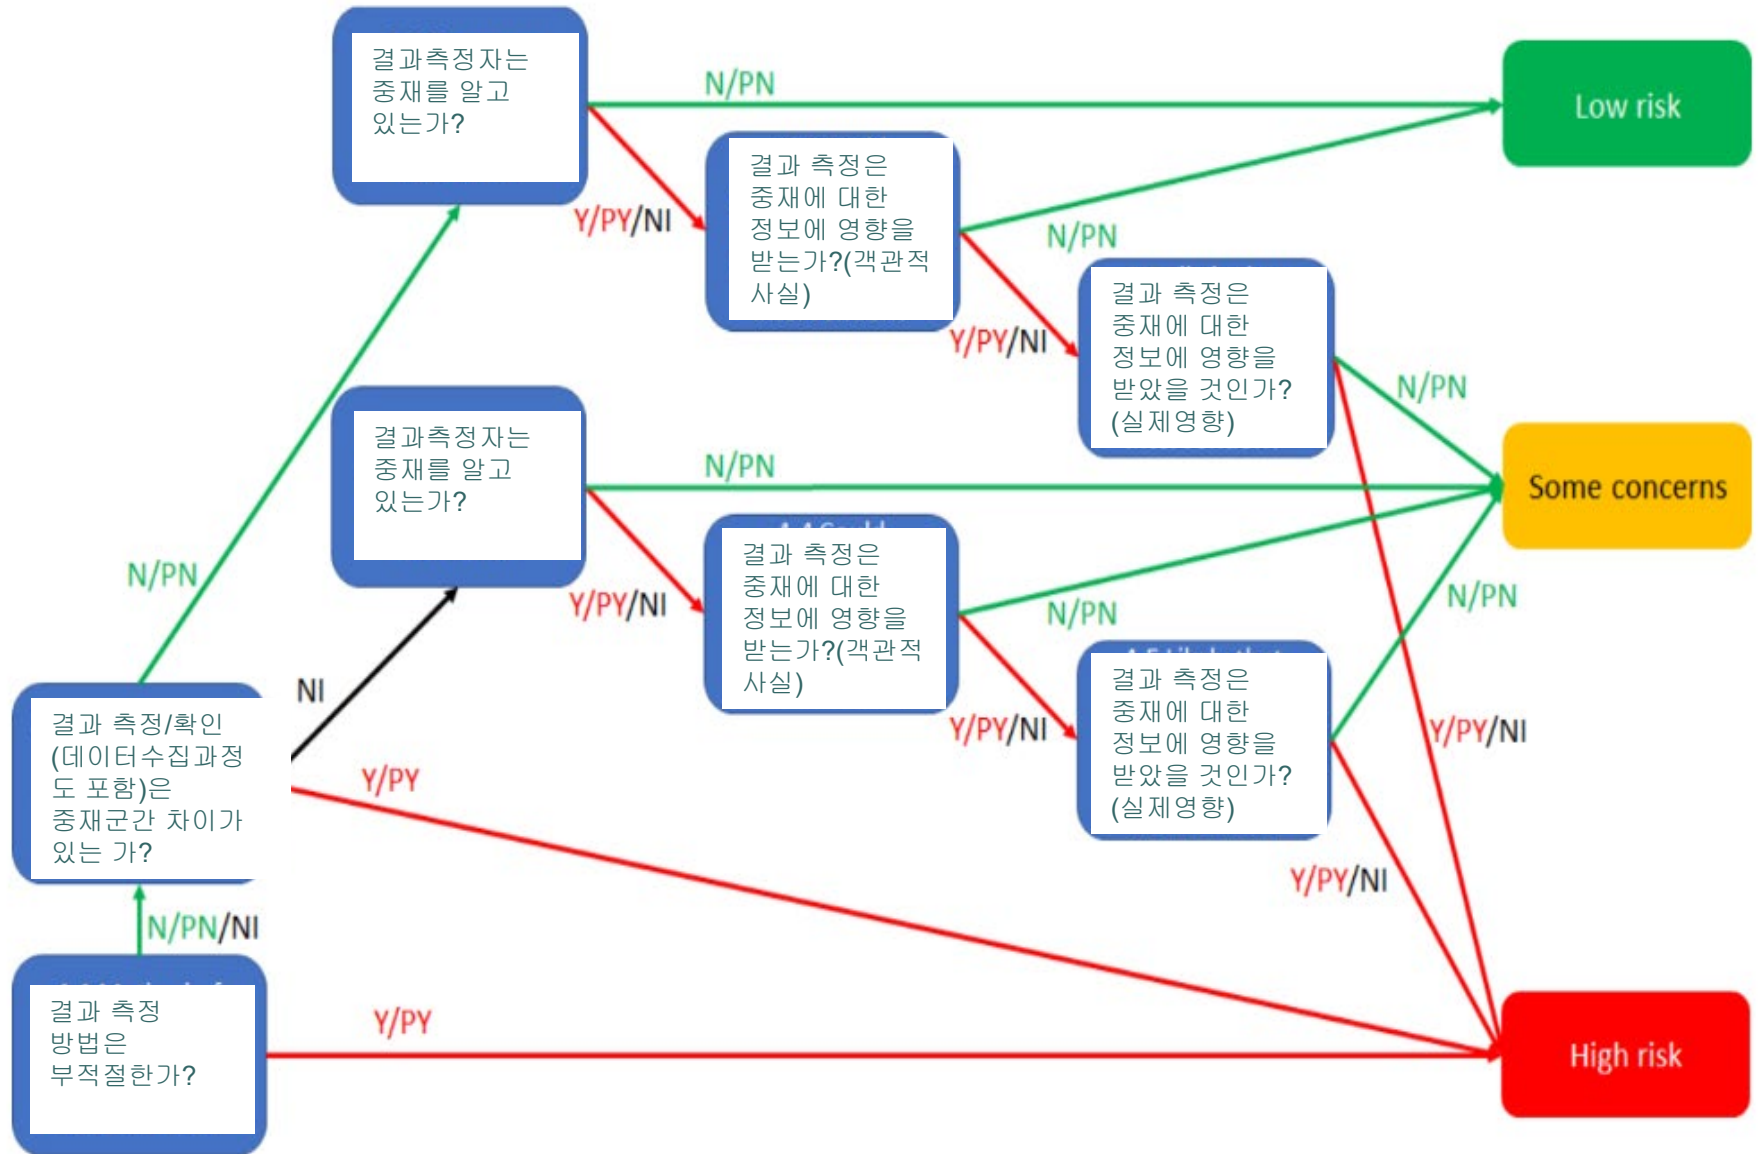 결과측정자는
중재를 알고
있는가?
N/PN
Low risk
Y/PY/NI
결과 측정은
중재에 대한
정보에 영향을
받는가?(객관적
사실)
N/PN
Y/PY/NI
결과 측정은
중재에 대한
정보에 영향을
받았을 것인가?
(실제영향)
N/PN
결과측정자는
중재를 알고
있는가?
N/PN
Some concerns
Y/PY/NI
결과 측정은
중재에 대한
정보에 영향을
받는가?(객관적
사실)
N/PN
N/PN
Y/PY/NI
결과 측정은
중재에 대한
정보에 영향을
받았을 것인가?
(실제영향)
Y/PY/NI
Y/PY/NI
N/PN
NI
결과 측정/확인
(데이터수집과정
도 포함)은
중재군간 차이가
있는 가?
Y/PY
N/PN/NI
결과 측정
방법은
부적절한가?
Y/PY
High risk